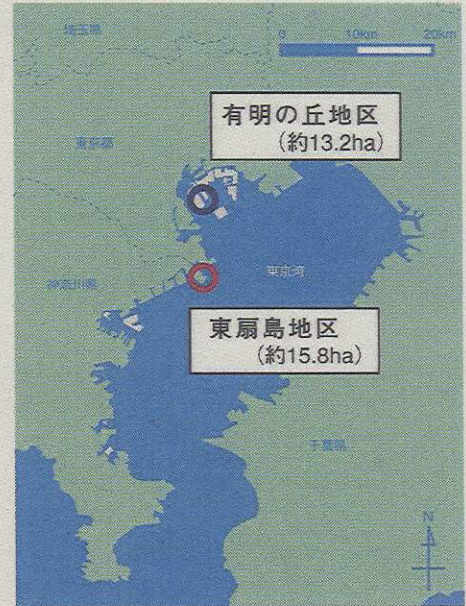 埼玉県
0 10km 20km
有明の丘地区
(約13.2ha)
東京都
東京湾
神奈川県
東扇島地区
(約15.8ha)
千葉県
N